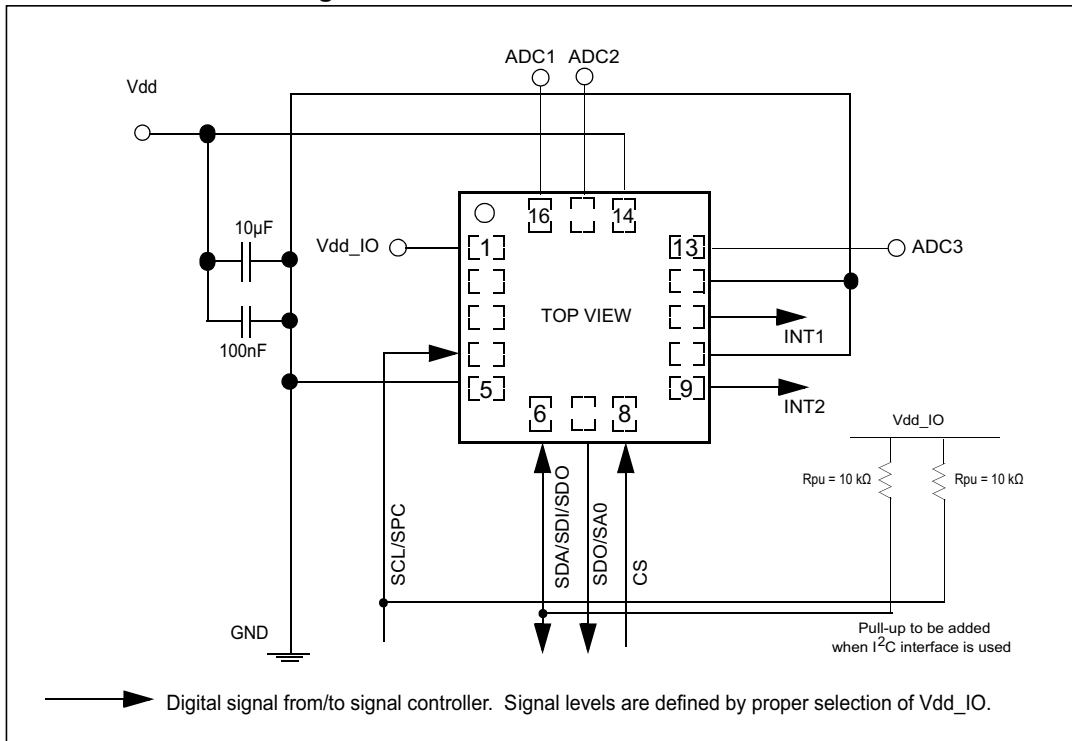 ADC1 ADC2
Vdd
10µF
100nF
Vdd_IO
16
14
1
13
ADC3
TOP VIEW
INT1
5
9
INT2
6
8
Vdd_IO
Rpu = 10 kΩ
Rpu = 10 kΩ
SCL/SPC
SDA/SDI/SDO
SDO/SA0
CS
GND
Pull-up to be added
when I²C interface is used
Digital signal from/to signal controller. Signal levels are defined by proper selection of Vdd_IO.